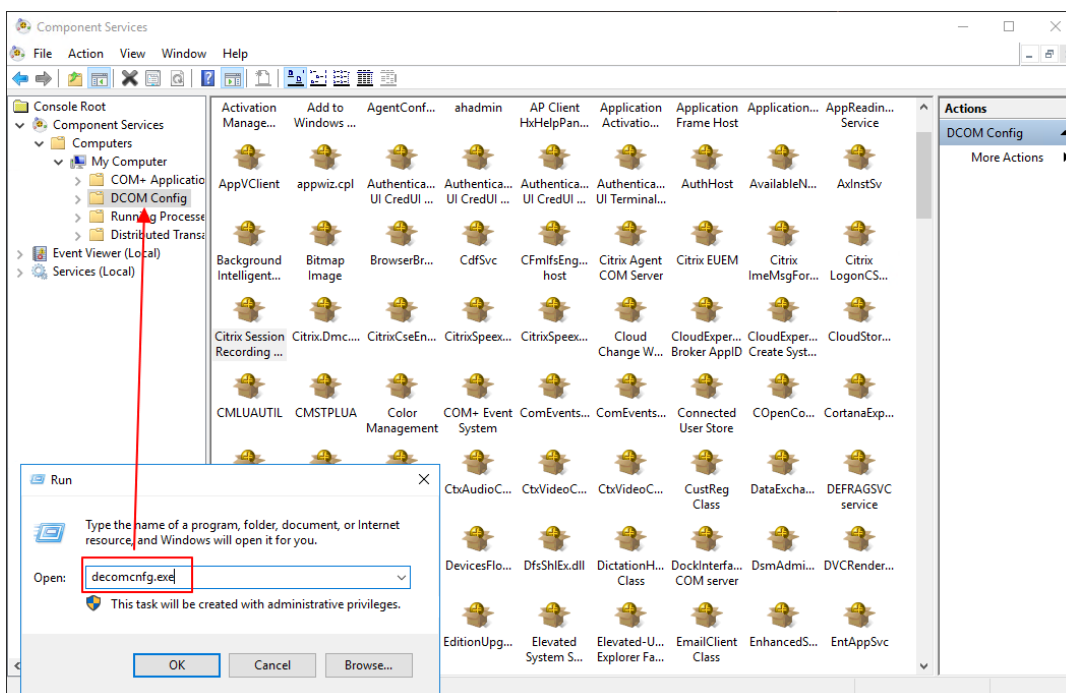 Component Services
File Action View Window Help
Console Root
Component Services
Computers
My Computer
COM+ Applicatio
DCOM Config
Running Processe
Distributed Transa
Event Viewer (Local)
Services (Local)
Activation Add to AgentConf... ahadmin AP Client Application Application Application... AppReadin...
Manage... Windows ... HxHelpPan... Activatio... Frame Host Service
AppVClient appwiz.cpl Authentica... Authentica... Authentica... Authentica... AuthHost AvailableN... AxInstSv
UI CredUI ... UI CredUI ... UI CredUI ... UI Terminal...
Background Bitmap BrowserBr... CdfSvc CFmIfsEng... Citrix Agent Citrix EUEM Citrix Citrix
Intelligent... Image host COM Server ImeMsgFor... LogonCS...
Citrix Session Citrix.Dmc.... CitrixCseEn... CitrixSpeex... CitrixSpeex... Cloud CloudExper... CloudExper... CloudStor...
Recording ... Change W... Broker AppID Create Syst...
CMLUAUTIL CMSTPLUA Color COM+ Event ComEvents... ComEvents... Connected COpenCo... CortanaExp...
Management System User Store
CtxAudioC... CtxVideoC... CtxVideoC... CustReg DataExcha... DEFRAGSVC
Class service
DevicesFlo... DfsShlEx.dll DictationH... DockInterfa... DsmAdmi... DVCRender...
Class COM server
EditionUpg... Elevated Elevated-U... EmailClient EnhancedS... EntAppSvc
System S... Explorer Fa... Class
Actions
DCOM Config
More Actions
Run
Type the name of a program, folder, document, or Internet
resource, and Windows will open it for you.
Open: decomcnfg.exe
This task will be created with administrative privileges.
OK Cancel Browse...